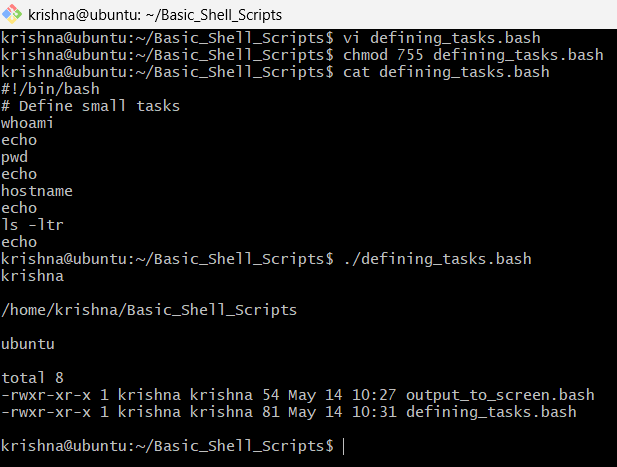 krishna@ubuntu: ~/Basic_Shell_Scripts
krishna@ubuntu:~/Basic_Shell_Scripts$ vi defining_tasks.bash
krishna@ubuntu:~/Basic_Shell_Scripts$ chmod 755 defining_tasks.bash
krishna@ubuntu:~/Basic_Shell_Scripts$ cat defining_tasks.bash
#!/bin/bash
# Define small tasks
whoami
echo
pwd
echo
hostname
echo
ls -ltr
echo
krishna@ubuntu:~/Basic_Shell_Scripts$ ./defining_tasks.bash
krishna
/home/krishna/Basic_Shell_Scripts
ubuntu
total 8
-rwxr-xr-x 1 krishna krishna 54 May 14 10:27 output_to_screen.bash
-rwxr-xr-x 1 krishna krishna 81 May 14 10:31 defining_tasks.bash
krishna@ubuntu:~/Basic_Shell_Scripts$